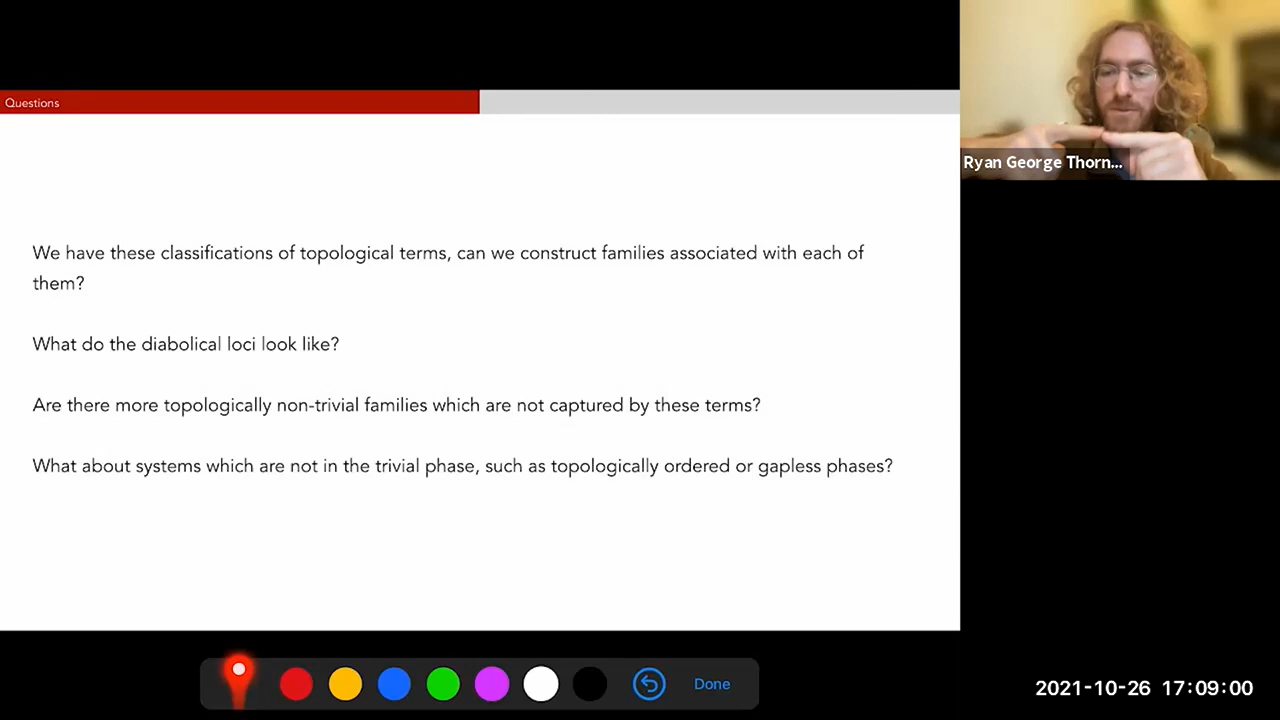 Questions
Ryan George Thorn...
We have these classifications of topological terms, can we construct families associated with each of
them?
What do the diabolical loci look like?
Are there more topologically non-trivial families which are not captured by these terms?
What about systems which are not in the trivial phase, such as topologically ordered or gapless phases?
Done
2021-10-26 17:09:00